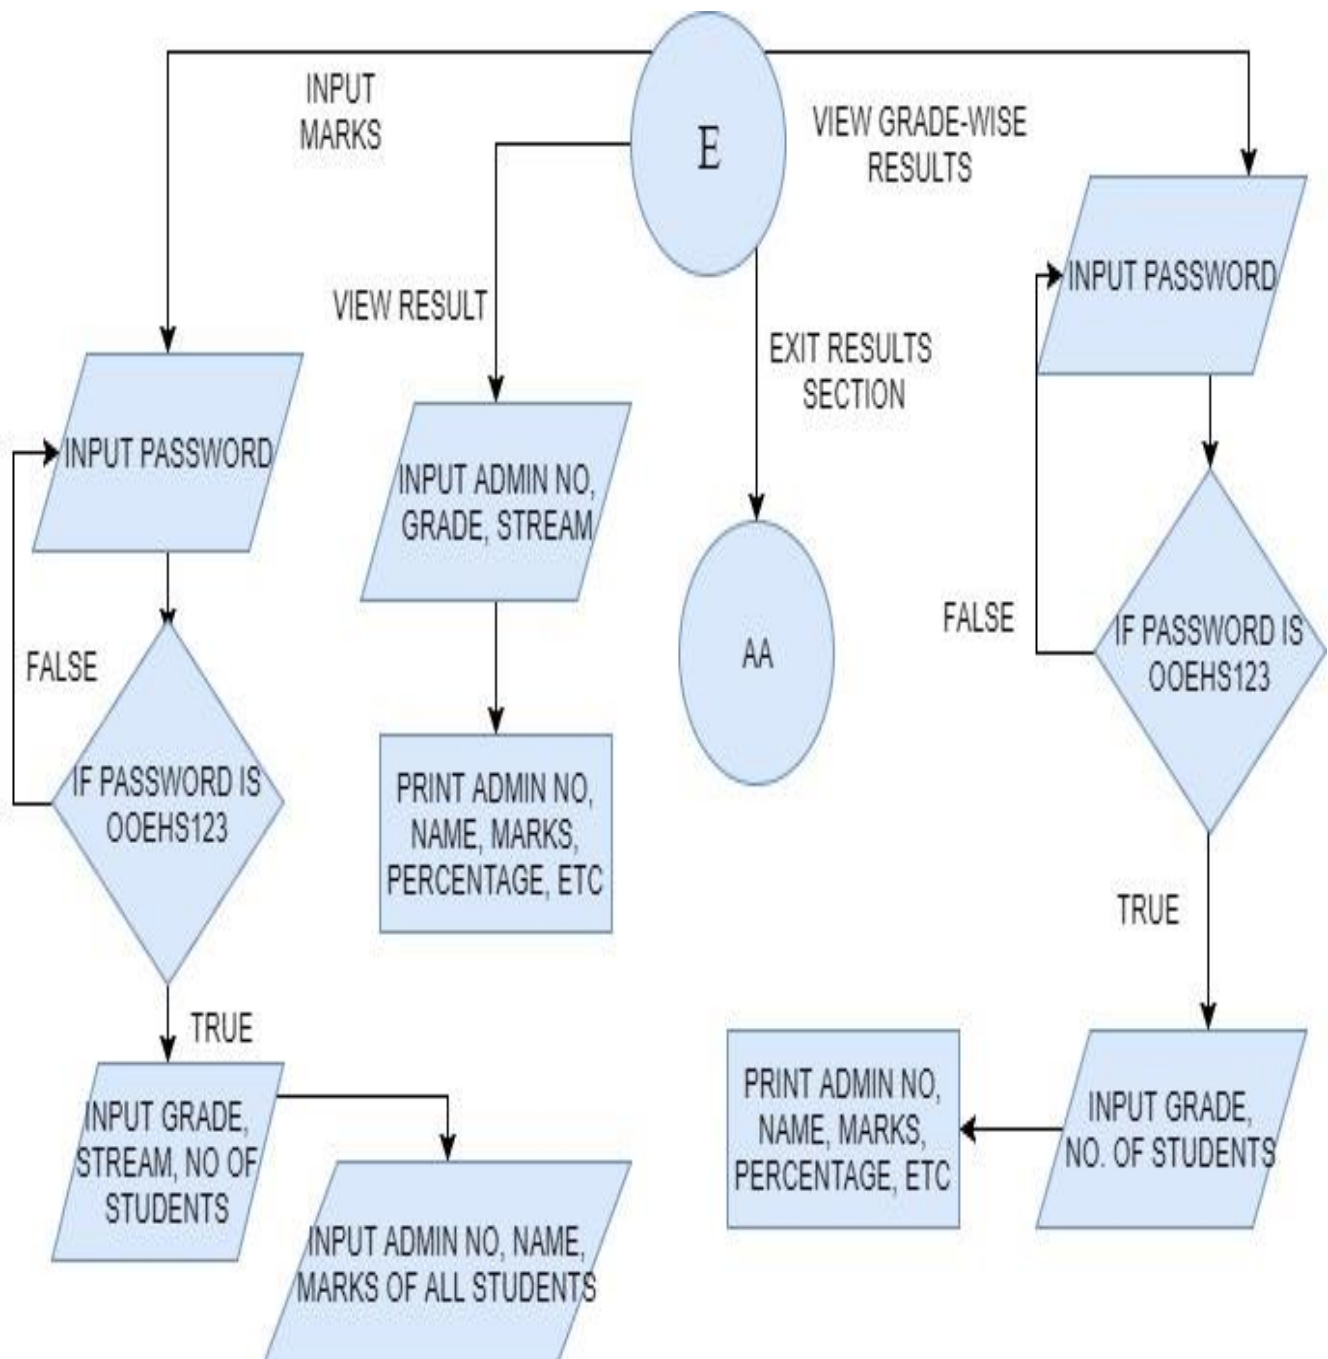 E
INPUT
MARKS
VIEW GRADE-WISE
RESULTS
VIEW RESULT
EXIT RESULTS
SECTION
INPUT PASSWORD
INPUT PASSWORD
INPUT ADMIN NO,
GRADE, STREAM
AA
FALSE
FALSE
IF PASSWORD IS
OOEHS123
IF PASSWORD IS
OOEHS123
PRINT ADMIN NO,
NAME, MARKS,
PERCENTAGE, ETC
TRUE
TRUE
INPUT GRADE,
STREAM, NO OF
STUDENTS
INPUT ADMIN NO, NAME,
MARKS OF ALL STUDENTS
PRINT ADMIN NO,
NAME, MARKS,
PERCENTAGE, ETC
INPUT GRADE,
NO. OF STUDENTS